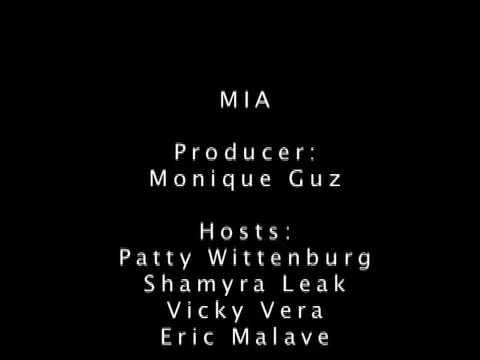 MIA
Producer:
Monique Guz
Hosts:
Patty Wittenburg
Shamyra Leak
Vicky Vera
Eric Malave